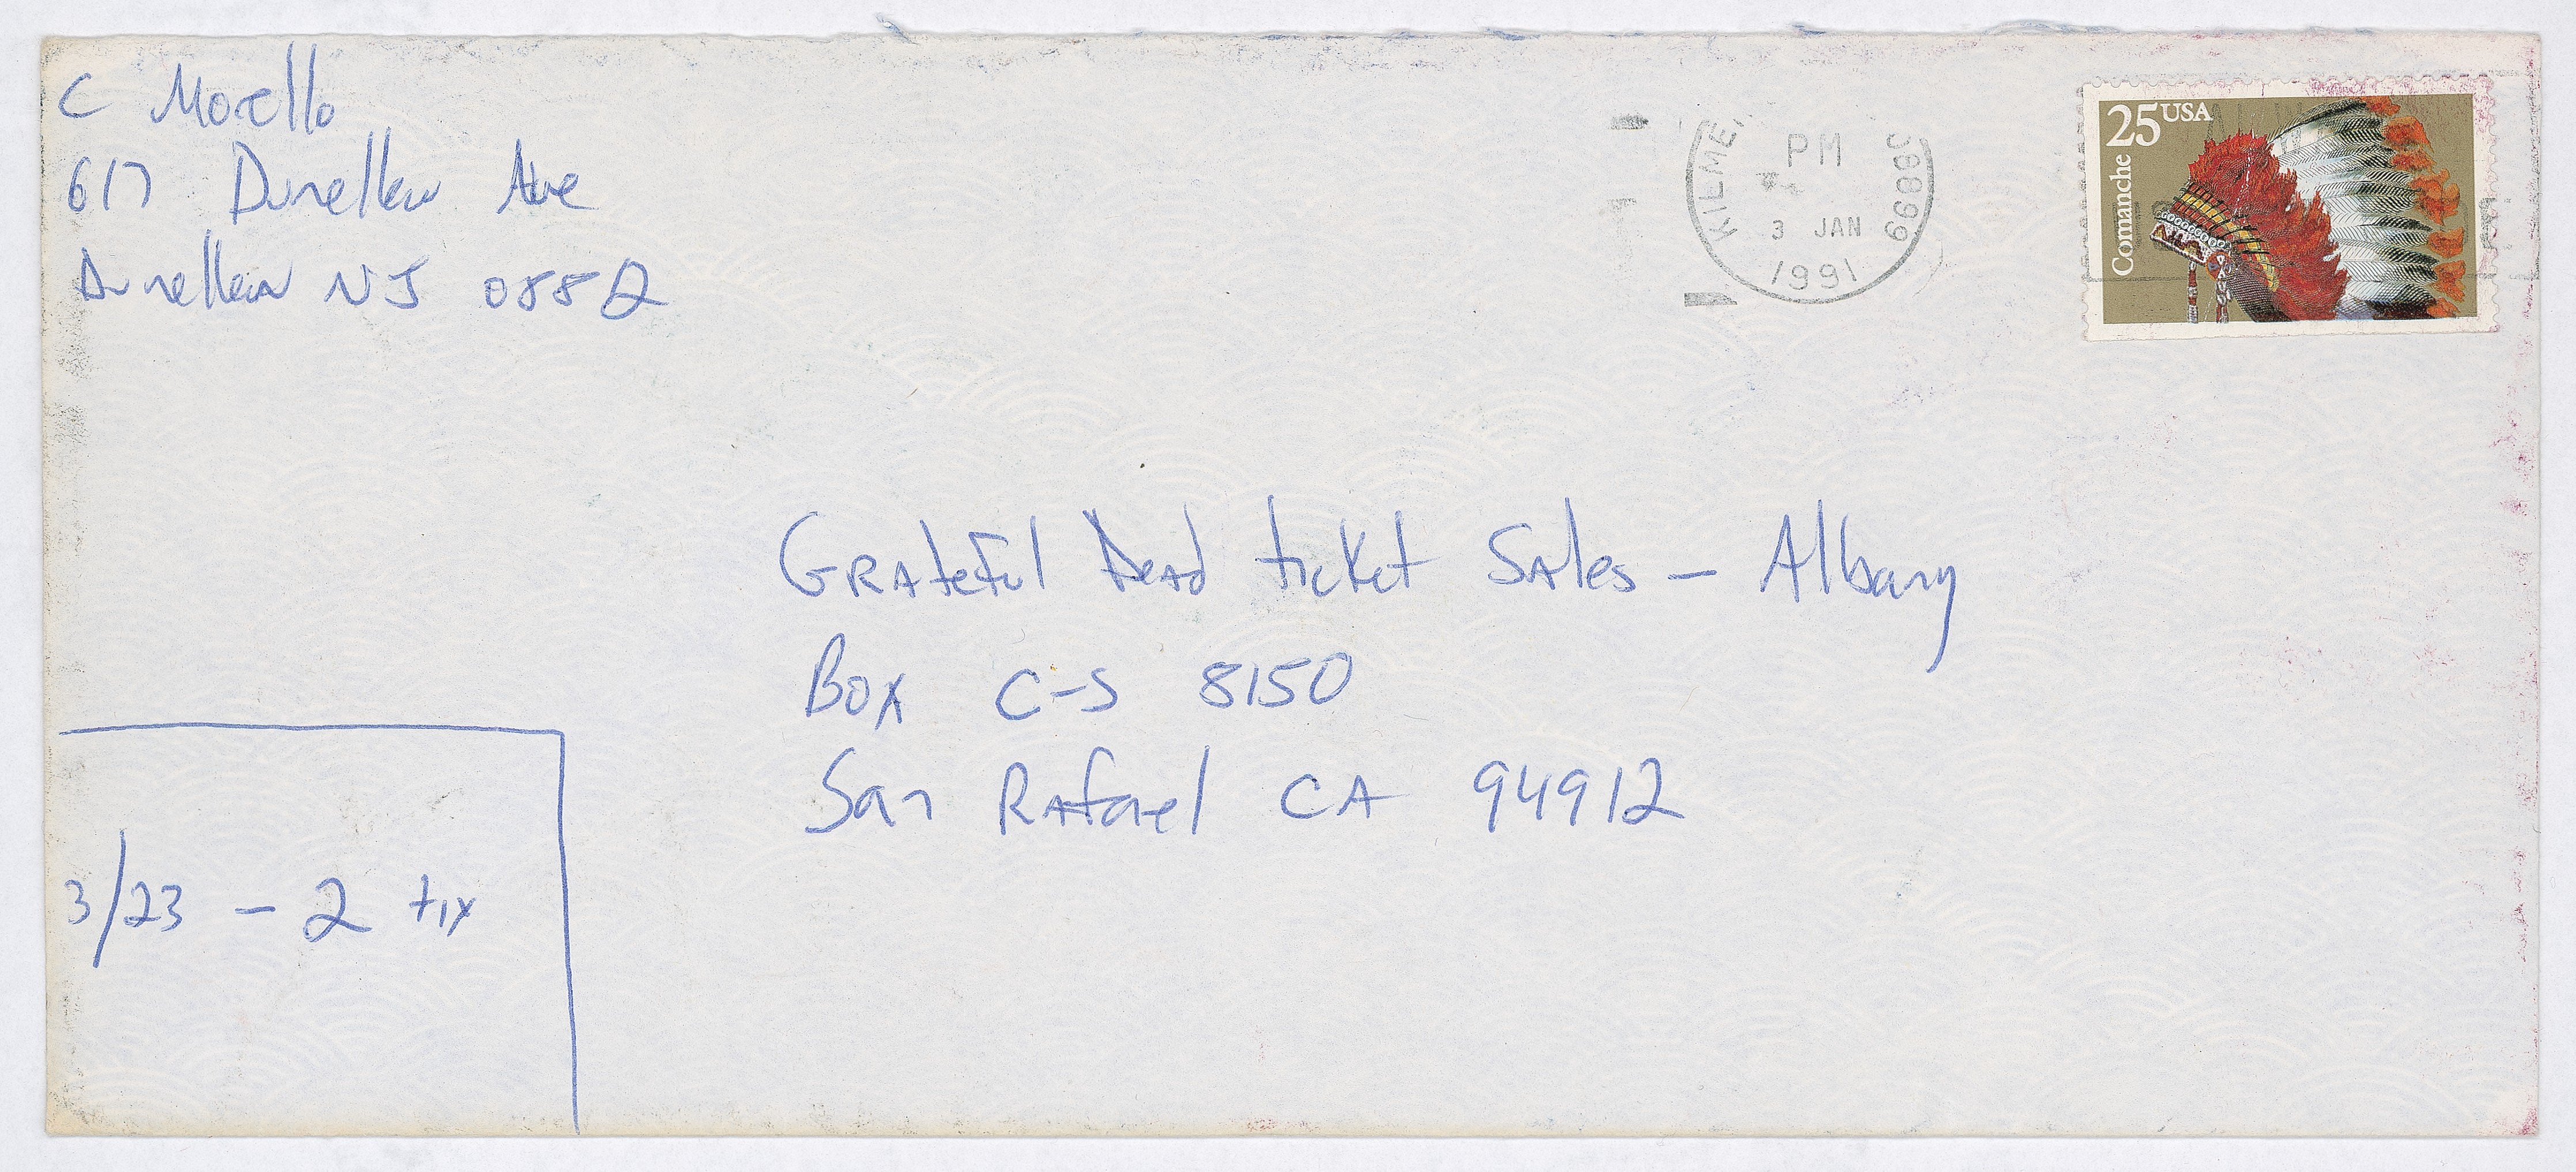 C Morello
617 Dunellen Ave
Dunellen NJ 0882
PM
3 JAN
1991
25 USA
Comanche
Grateful Dead ticket Sales - Albany
Box C-S 8150
San Rafael CA 94912
3/23 - 2 tix